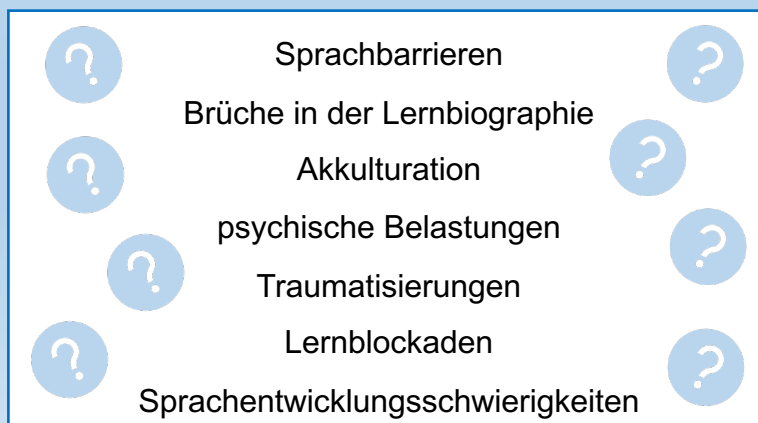 Sprachbarrieren
Brüche in der Lernbiographie
Akkulturation
psychische Belastungen
Traumatisierungen
Lernblockaden
Sprachentwicklungsschwierigkeiten